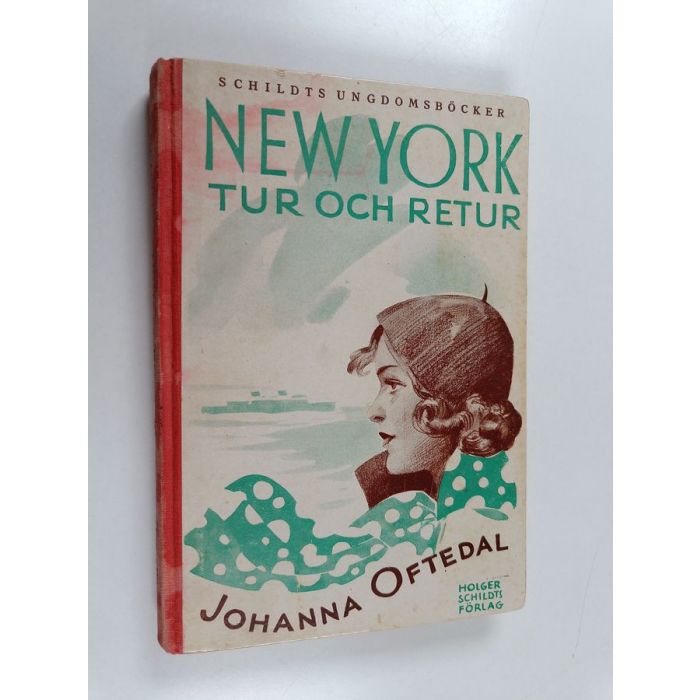 SCHILDTS UNGDOMSBÖCKER
NEW YORK
TUR OCH RETUR
JOHANNA OFTEDAL
HOLGER
SCHILDTS
FÖRLAG